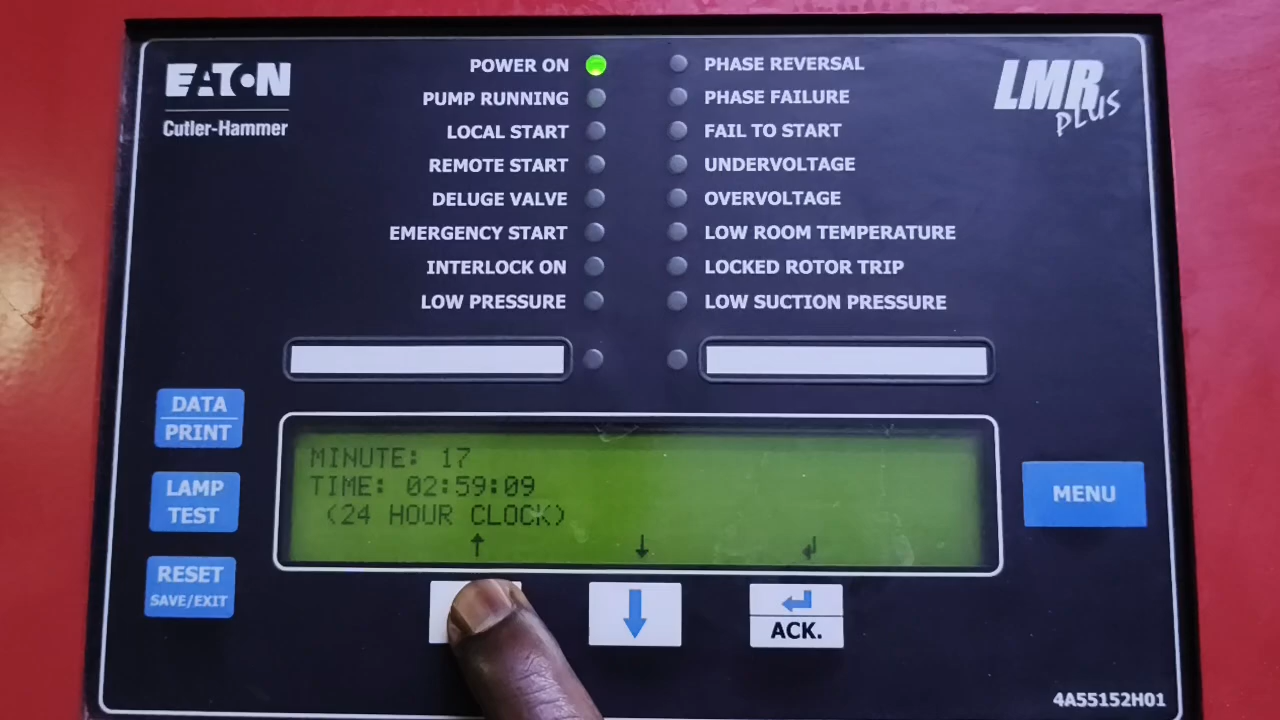 EATON
Cutler-Hammer
LMR
PLUS
POWER ON
PUMP RUNNING
LOCAL START
REMOTE START
DELUGE VALVE
EMERGENCY START
INTERLOCK ON
LOW PRESSURE
PHASE REVERSAL
PHASE FAILURE
FAIL TO START
UNDERVOLTAGE
OVERVOLTAGE
LOW ROOM TEMPERATURE
LOCKED ROTOR TRIP
LOW SUCTION PRESSURE
DATA
PRINT
LAMP
TEST
RESET
SAVE/EXIT
MINUTE: 17
TIME: 02:59:09
(24 HOUR CLOCK)
MENU
ACK.
4A55152H01